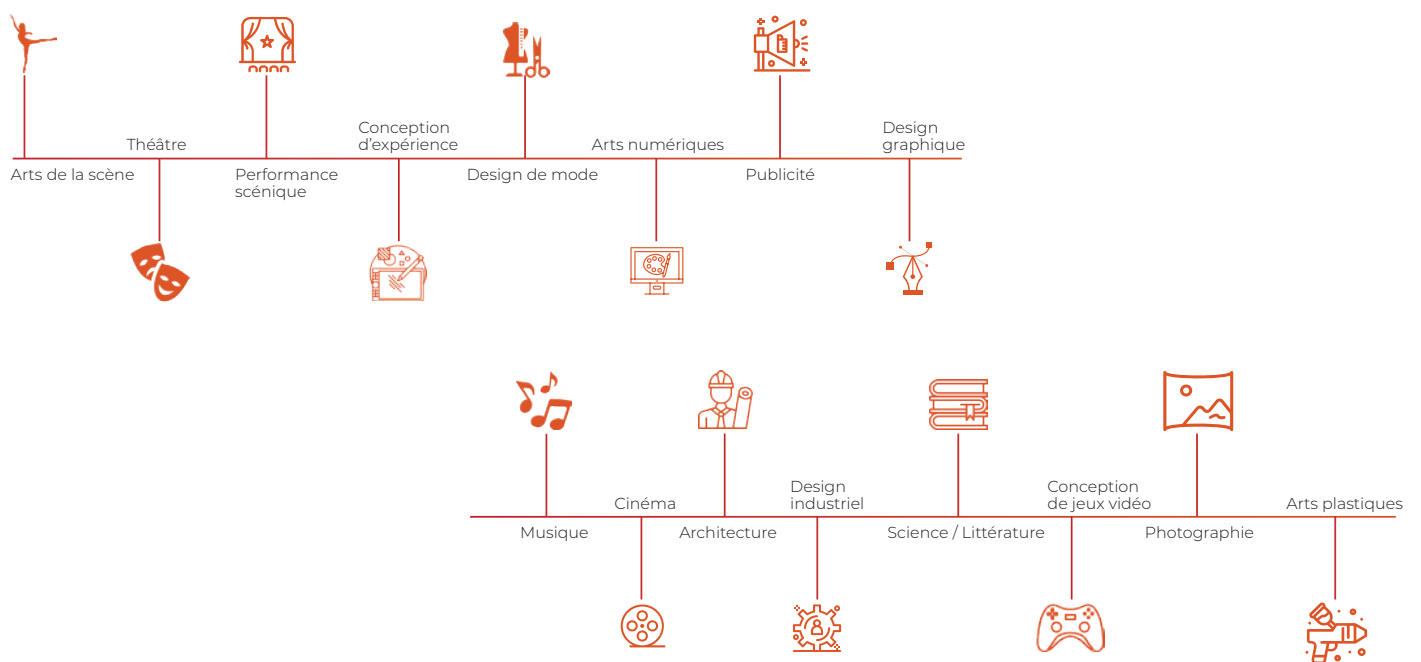 Arts de la scène
Théâtre
Performance
scénique
Conception
d'expérience
Design de mode
Arts numériques
Publicité
Design
graphique
Musique
Cinéma
Architecture
Design
industriel
Science / Littérature
Conception
de jeux vidéo
Photographie
Arts plastiques